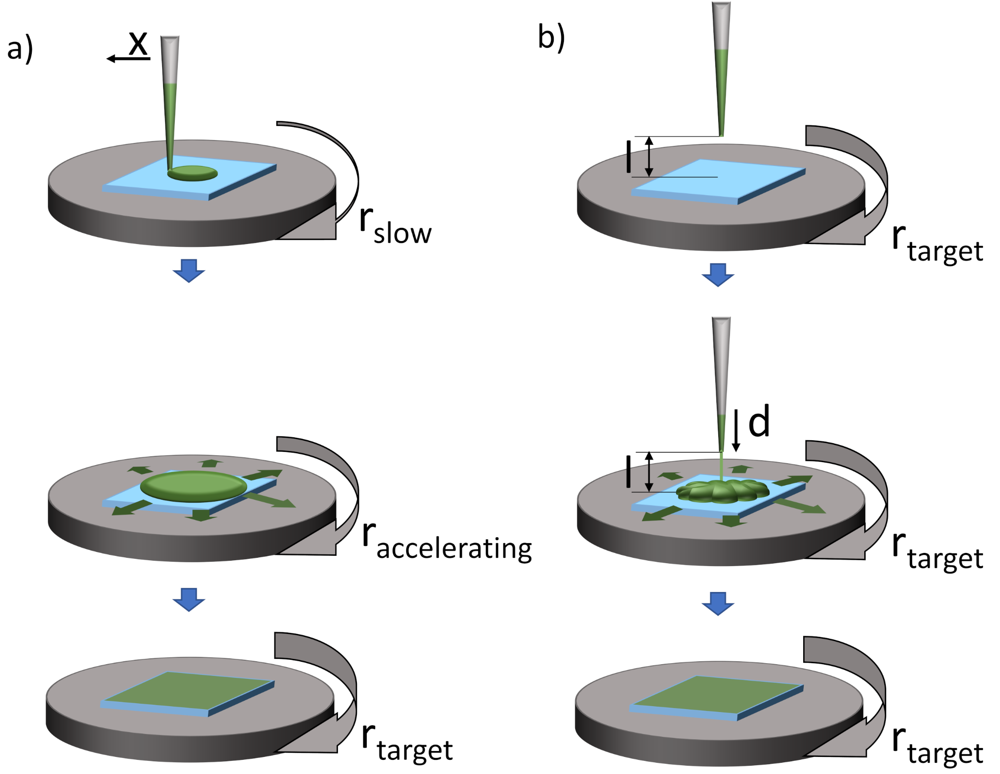 a)
x
r slow
r accelerating
r target
b)
l
r target
d
l
r target
r target